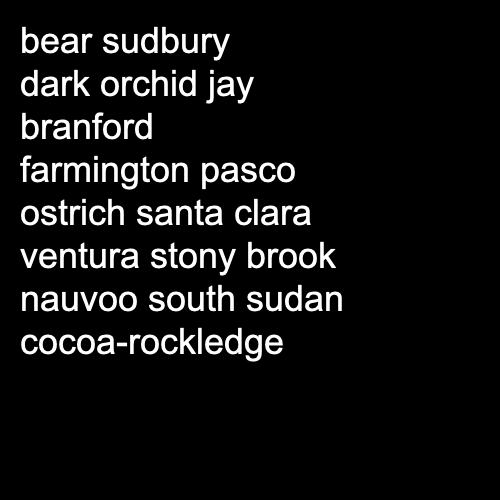 bear sudbury
dark orchid jay
branford
farmington pasco
ostrich santa clara
ventura stony brook
nauvoo south sudan
cocoa-rockledge